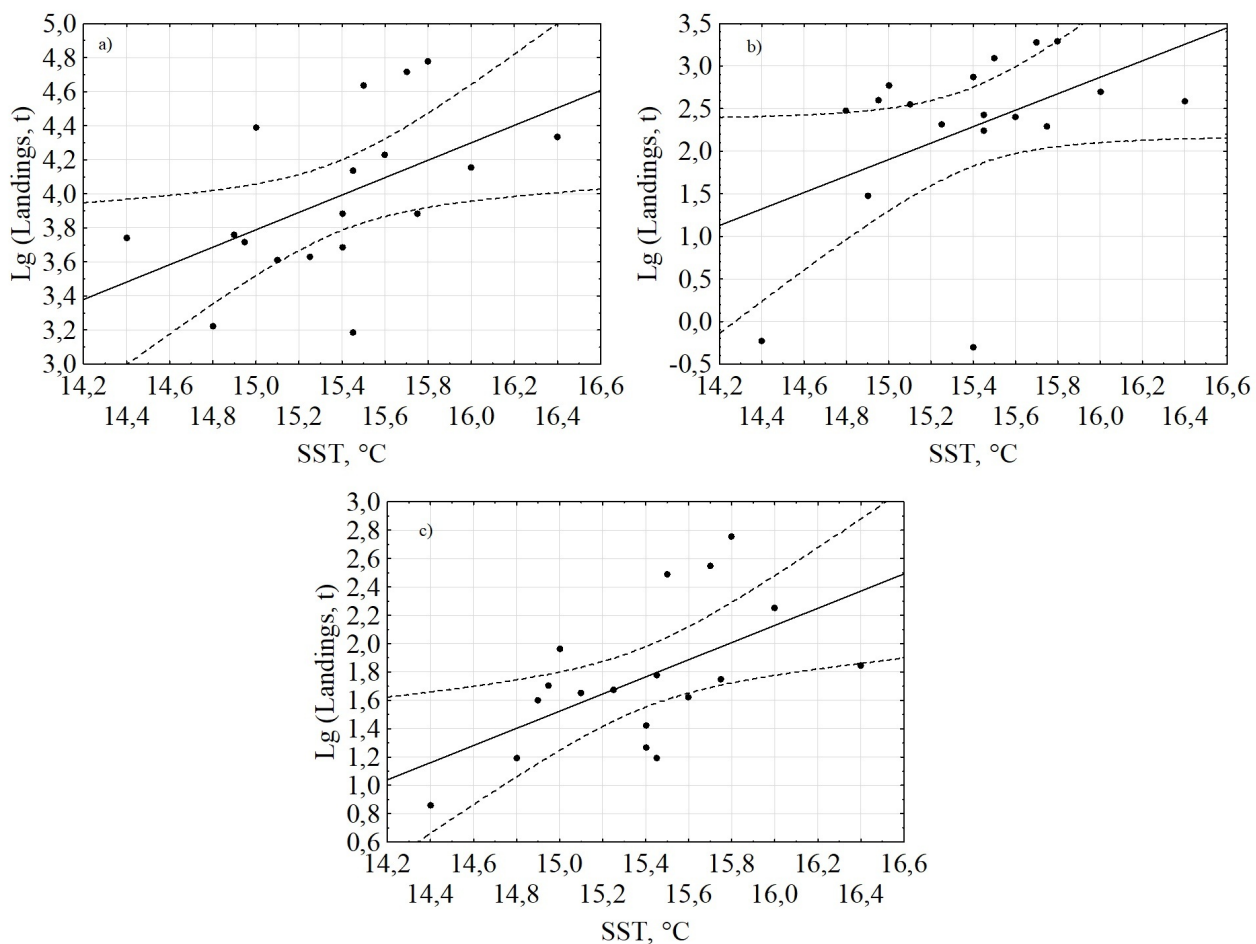 a)
Lg (Landings, t)
5,0
4,8
4,6
4,4
4,2
4,0
3,8
3,6
3,4
3,2
3,0
14,2 14,6 15,0 15,4 15,8 16,2 16,6
14,4 14,8 15,2 15,6 16,0 16,4
SST, °C
b)
Lg (Landings, t)
3,5
3,0
2,5
2,0
1,5
1,0
0,5
0,0
-0,5
14,2 14,6 15,0 15,4 15,8 16,2 16,6
14,4 14,8 15,2 15,6 16,0 16,4
SST, °C
c)
Lg (Landings, t)
3,0
2,8
2,6
2,4
2,2
2,0
1,8
1,6
1,4
1,2
1,0
0,8
0,6
14,2 14,6 15,0 15,4 15,8 16,2 16,6
14,4 14,8 15,2 15,6 16,0 16,4
SST, °C